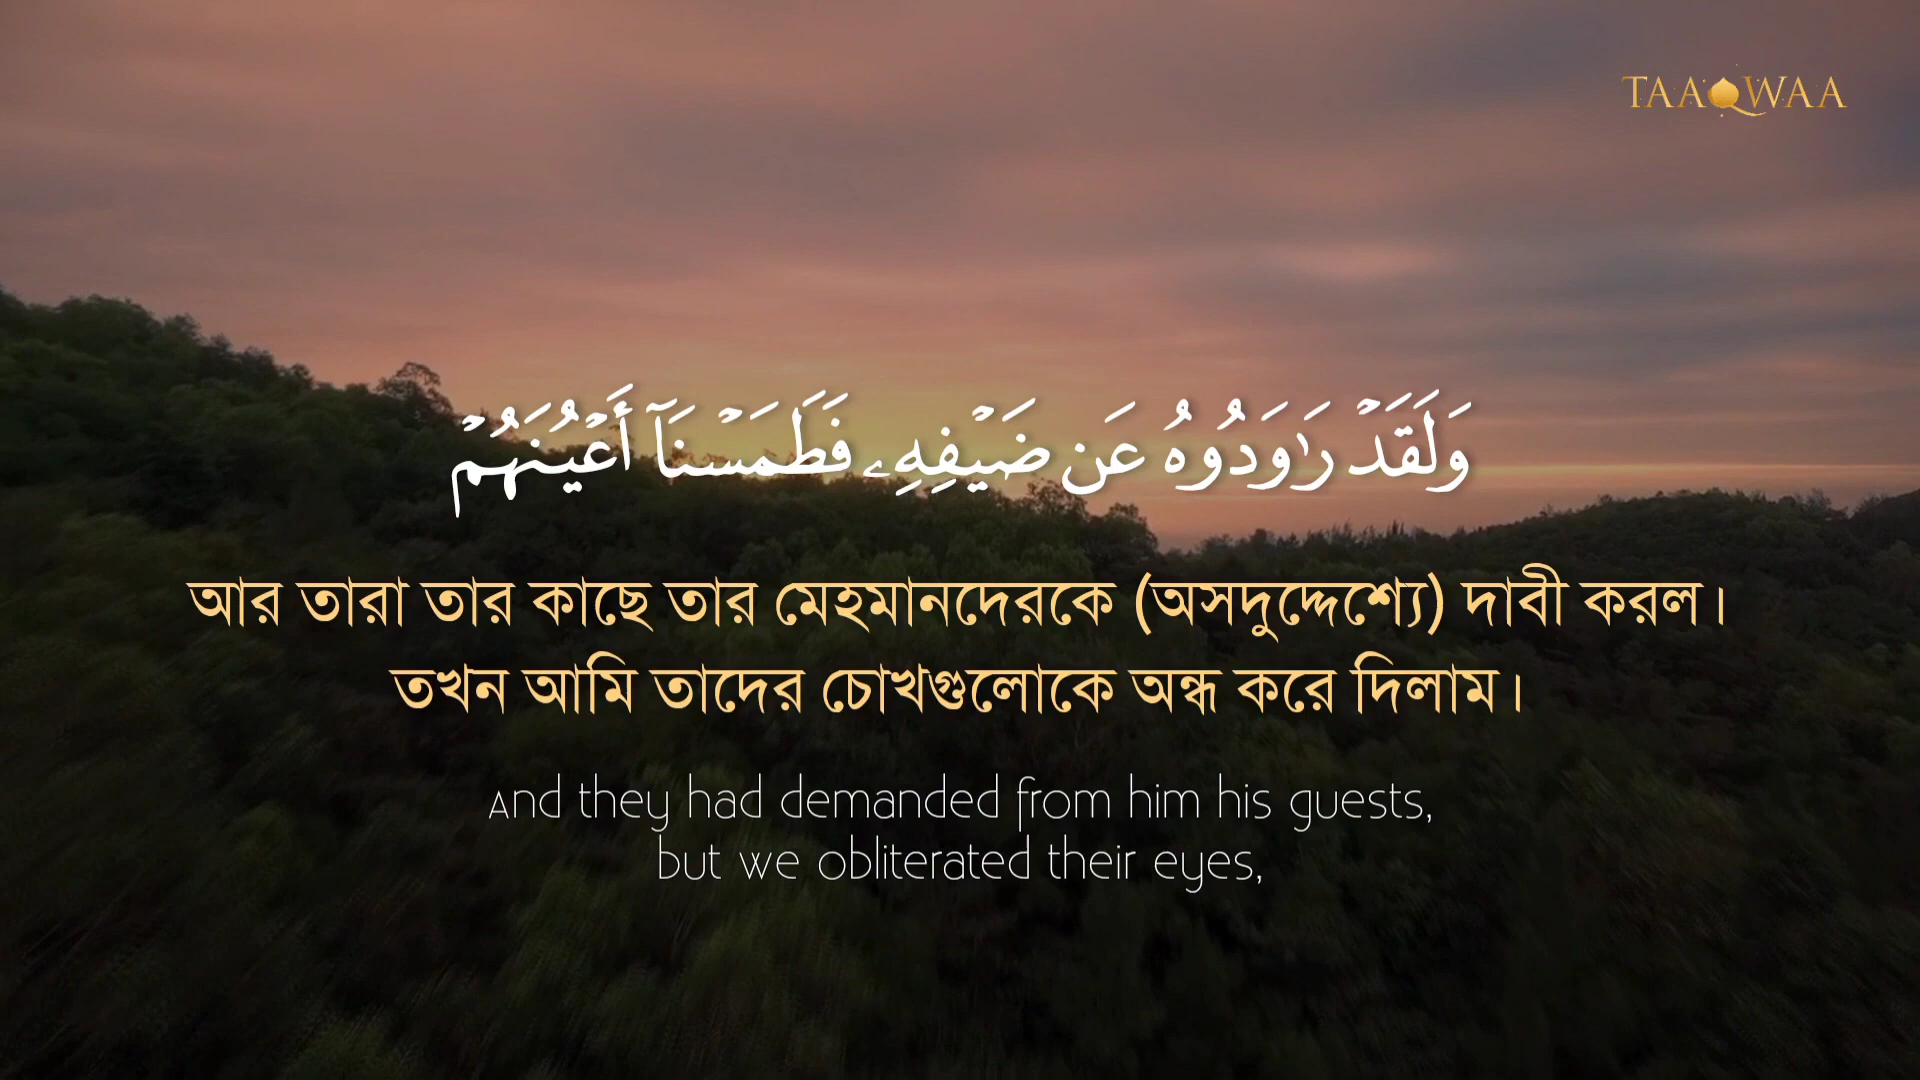 TAAQWAA
وَلَقَدۡ رَٰوَدُوهُ عَن ضَيۡفِهِۦ فَطَمَسۡنَآ أَعۡيُنَهُمۡ
আর তারা তার কাছে তার মেহমানদেরকে (অসদুদ্দেশ্যে) দাবী করল।
তখন আমি তাদের চোখগুলোকে অন্ধ করে দিলাম।
And they had demanded from him his guests,
but we obliterated their eyes,